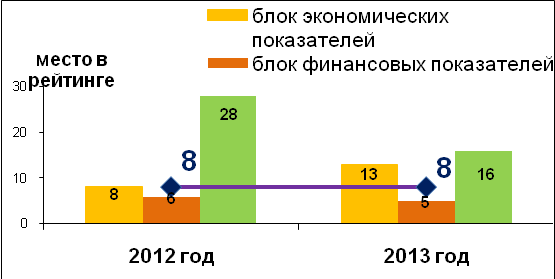 блок экономических
показателей
блок финансовых показателей
место в
рейтинге
30
20
10
0
8
6
28
8
13
5
16
8
2012 год
2013 год